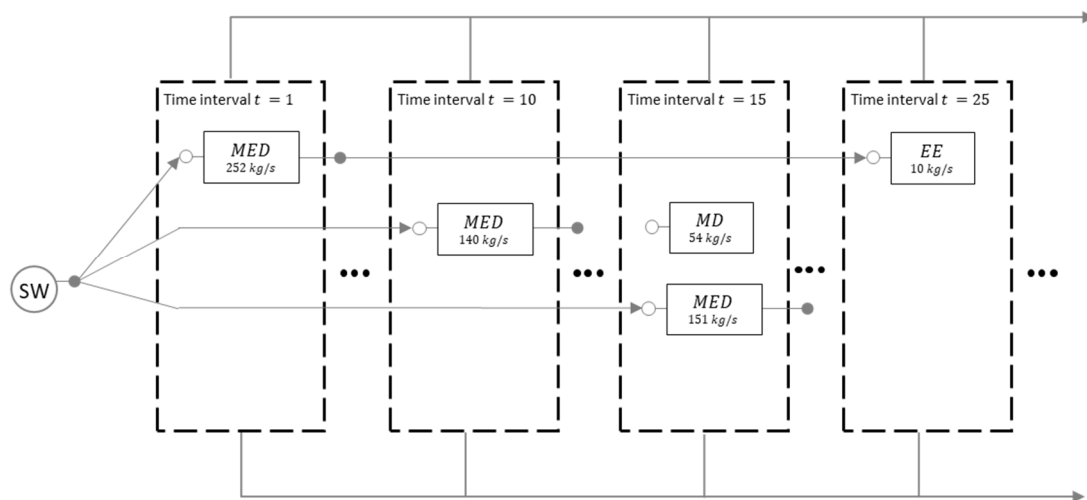 Time interval t = 1
Time interval t = 10
Time interval t = 15
Time interval t = 25
MED
252 kg/s
EE
10 kg/s
MED
140 kg/s
MD
54 kg/s
SW
MED
151 kg/s